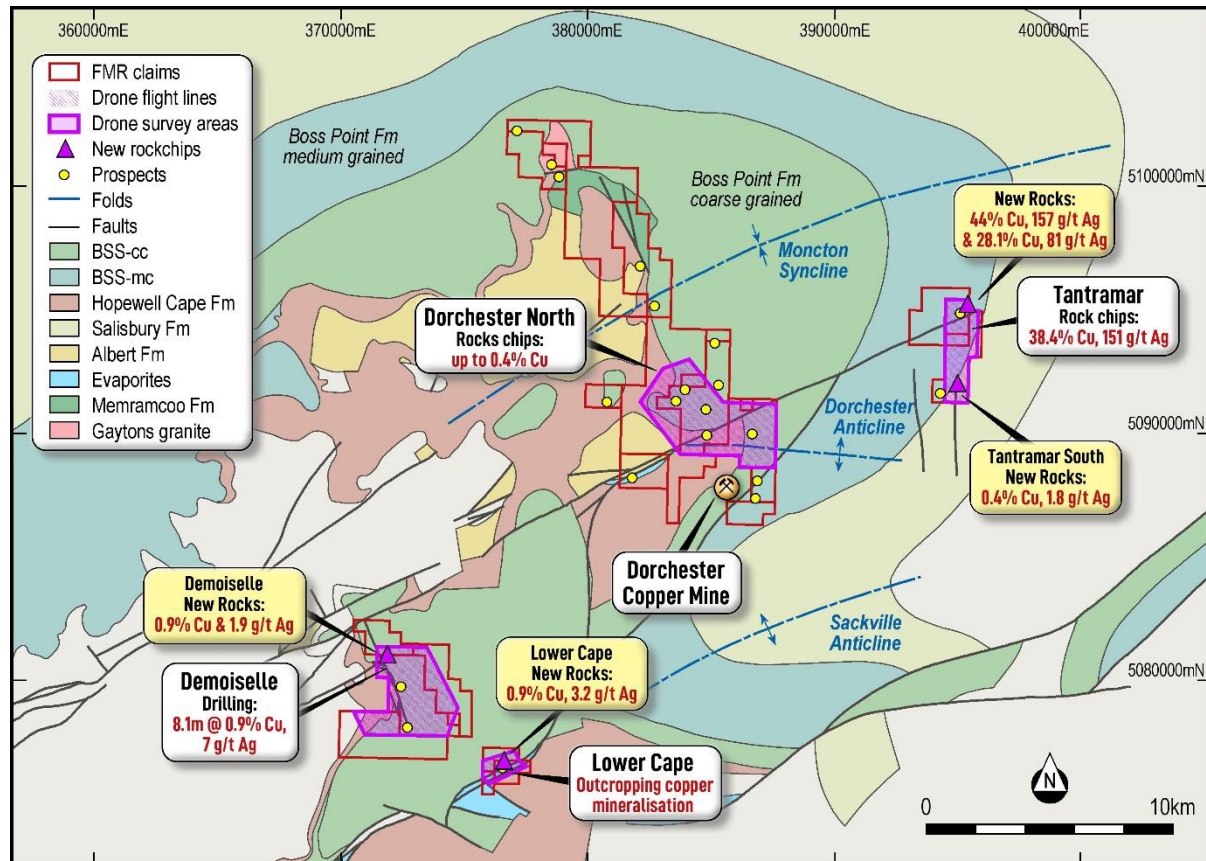 360000mE
370000mE
380000mE
390000mE
400000mE
FMR claims
Drone flight lines
Drone survey areas
New rockchips
Prospects
Folds
Faults
BSS-cc
BSS-mc
Hopewell Cape Fm
Salisbury Fm
Albert Fm
Evaporites
Memramcoo Fm
Gaytons granite
Boss Point Fm
medium grained
Boss Point Fm
coarse grained
5100000mN
New Rocks:
44% Cu, 157 g/t Ag
& 28.1% Cu, 81 g/t Ag
Moncton
Syncline
Tantramar
Rock chips:
38.4% Cu, 151 g/t Ag
Dorchester North
Rocks chips:
up to 0.4% Cu
Dorchester
Anticline
5090000mN
Tantramar South
New Rocks:
0.4% Cu, 1.8 g/t Ag
Dorchester
Copper Mine
Demoiselle
New Rocks:
0.9% Cu & 1.9 g/t Ag
Sackville
Anticline
Lower Cape
New Rocks:
0.9% Cu, 3.2 g/t Ag
5080000mN
Demoiselle
Drilling:
8.1m @ 0.9% Cu,
7 g/t Ag
Lower Cape
Outcropping copper
mineralisation
N
0
10km